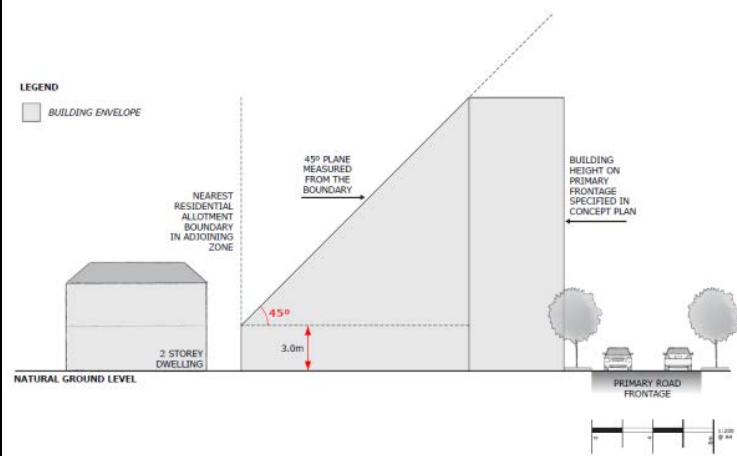 LEGEND
BUILDING ENVELOPE
45º PLANE
MEASURED
FROM THE
BOUNDARY
BUILDING
HEIGHT ON
PRIMARY
FRONTAGE
SPECIFIED IN
CONCEPT PLAN
NEAREST
RESIDENTIAL
ALLOTMENT
BOUNDARY
IN ADJOINING
ZONE
45º
3.0m
2 STOREY
DWELLING
NATURAL GROUND LEVEL
PRIMARY ROAD
FRONTAGE